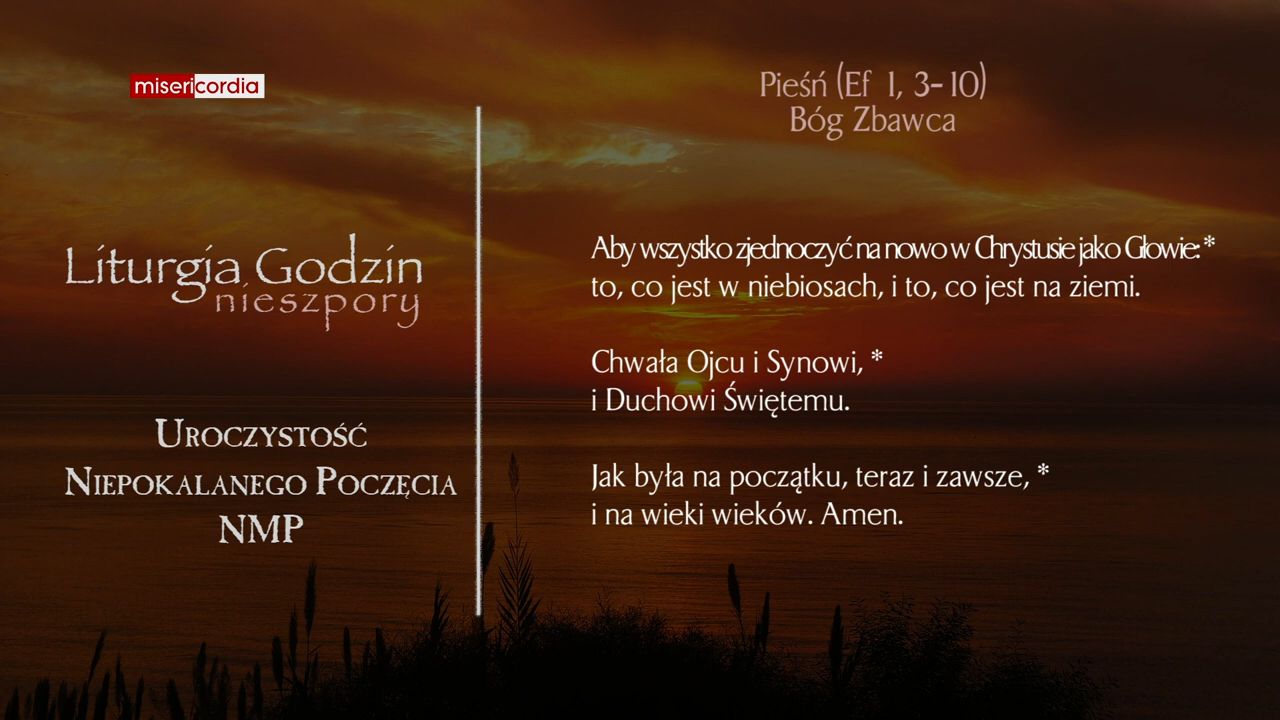 misericordia
Liturgia Godzin
nieszpory
Uroczystość
Niepokalanego Poczęcia
NMP
Pieśń (Ef 1, 3-10)
Bóg Zbawca
Aby wszystko zjednoczyć na nowo w Chrystusie jako Głowie: *
to, co jest w niebiosach, i to, co jest na ziemi.
Chwała Ojcu i Synowi, *
i Duchowi Świętemu.
Jak była na początku, teraz i zawsze, *
i na wieki wieków. Amen.